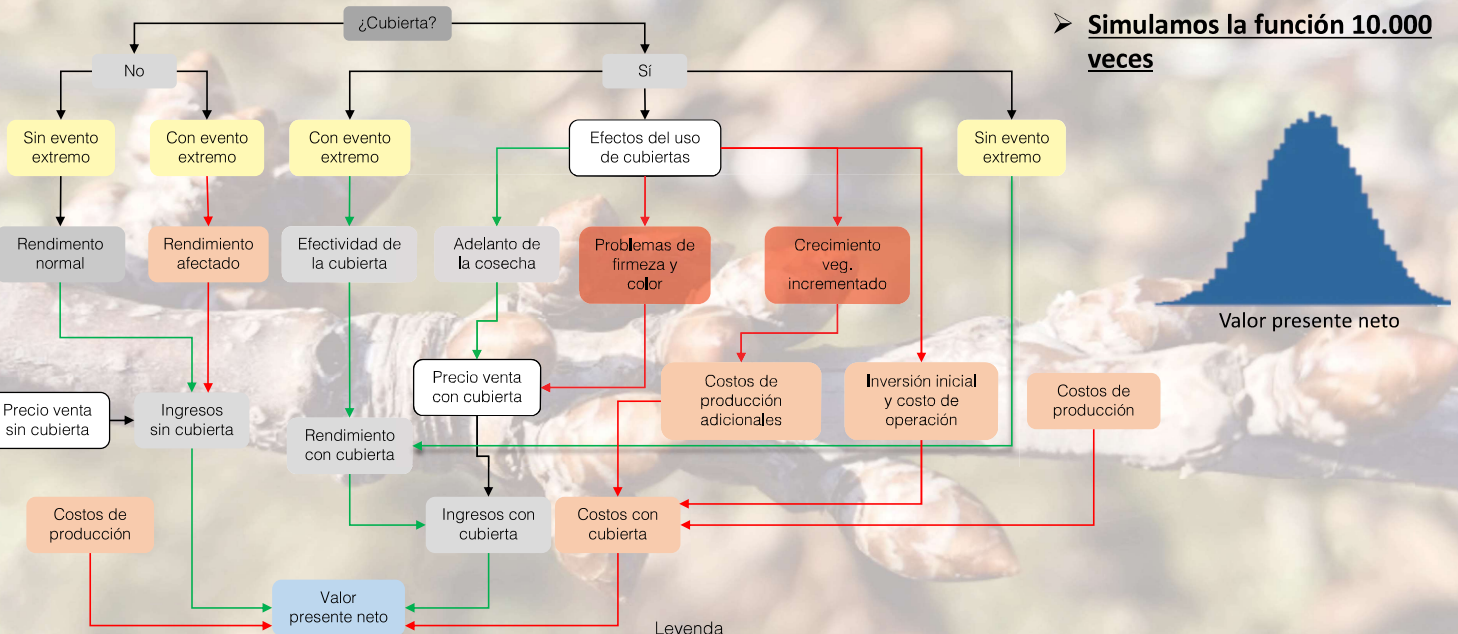 ¿Cubierta?
➢ Simulamos la función 10.000
veces
No
Sí
Sin evento
extremo
Con evento
extremo
Con evento
extremo
Efectos del uso
de cubiertas
Sin evento
extremo
Rendimento
normal
Rendimiento
afectado
Efectividad de
la cubierta
Adelanto de
la cosecha
Problemas de
firmeza y
color
Crecimiento
veg.
incrementado
Valor presente neto
Precio venta
sin cubierta
Ingresos
sin cubierta
Rendimiento
con cubierta
Precio venta
con cubierta
Costos de
producción
adicionales
Inversión inicial
y costo de
operación
Costos de
producción
Costos de
producción
Ingresos con
cubierta
Costos con
cubierta
Valor
presente neto
Leyenda